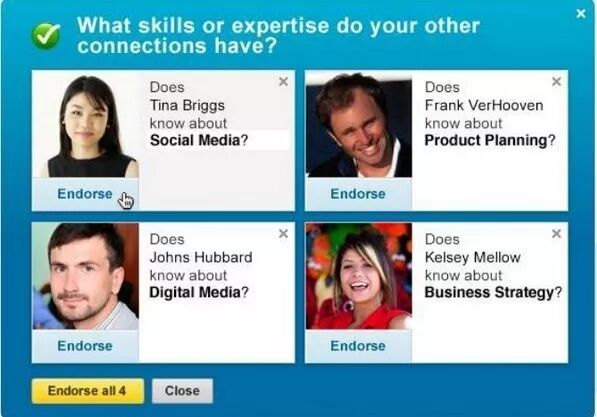 What skills or expertise do your other
connections have?
Does
Tina Briggs
know about
Social Media?
Endorse
Does
Frank VerHooven
know about
Product Planning?
Endorse
Does
Johns Hubbard
know about
Digital Media?
Endorse
Does
Kelsey Mellow
know about
Business Strategy?
Endorse
Endorse all 4
Close